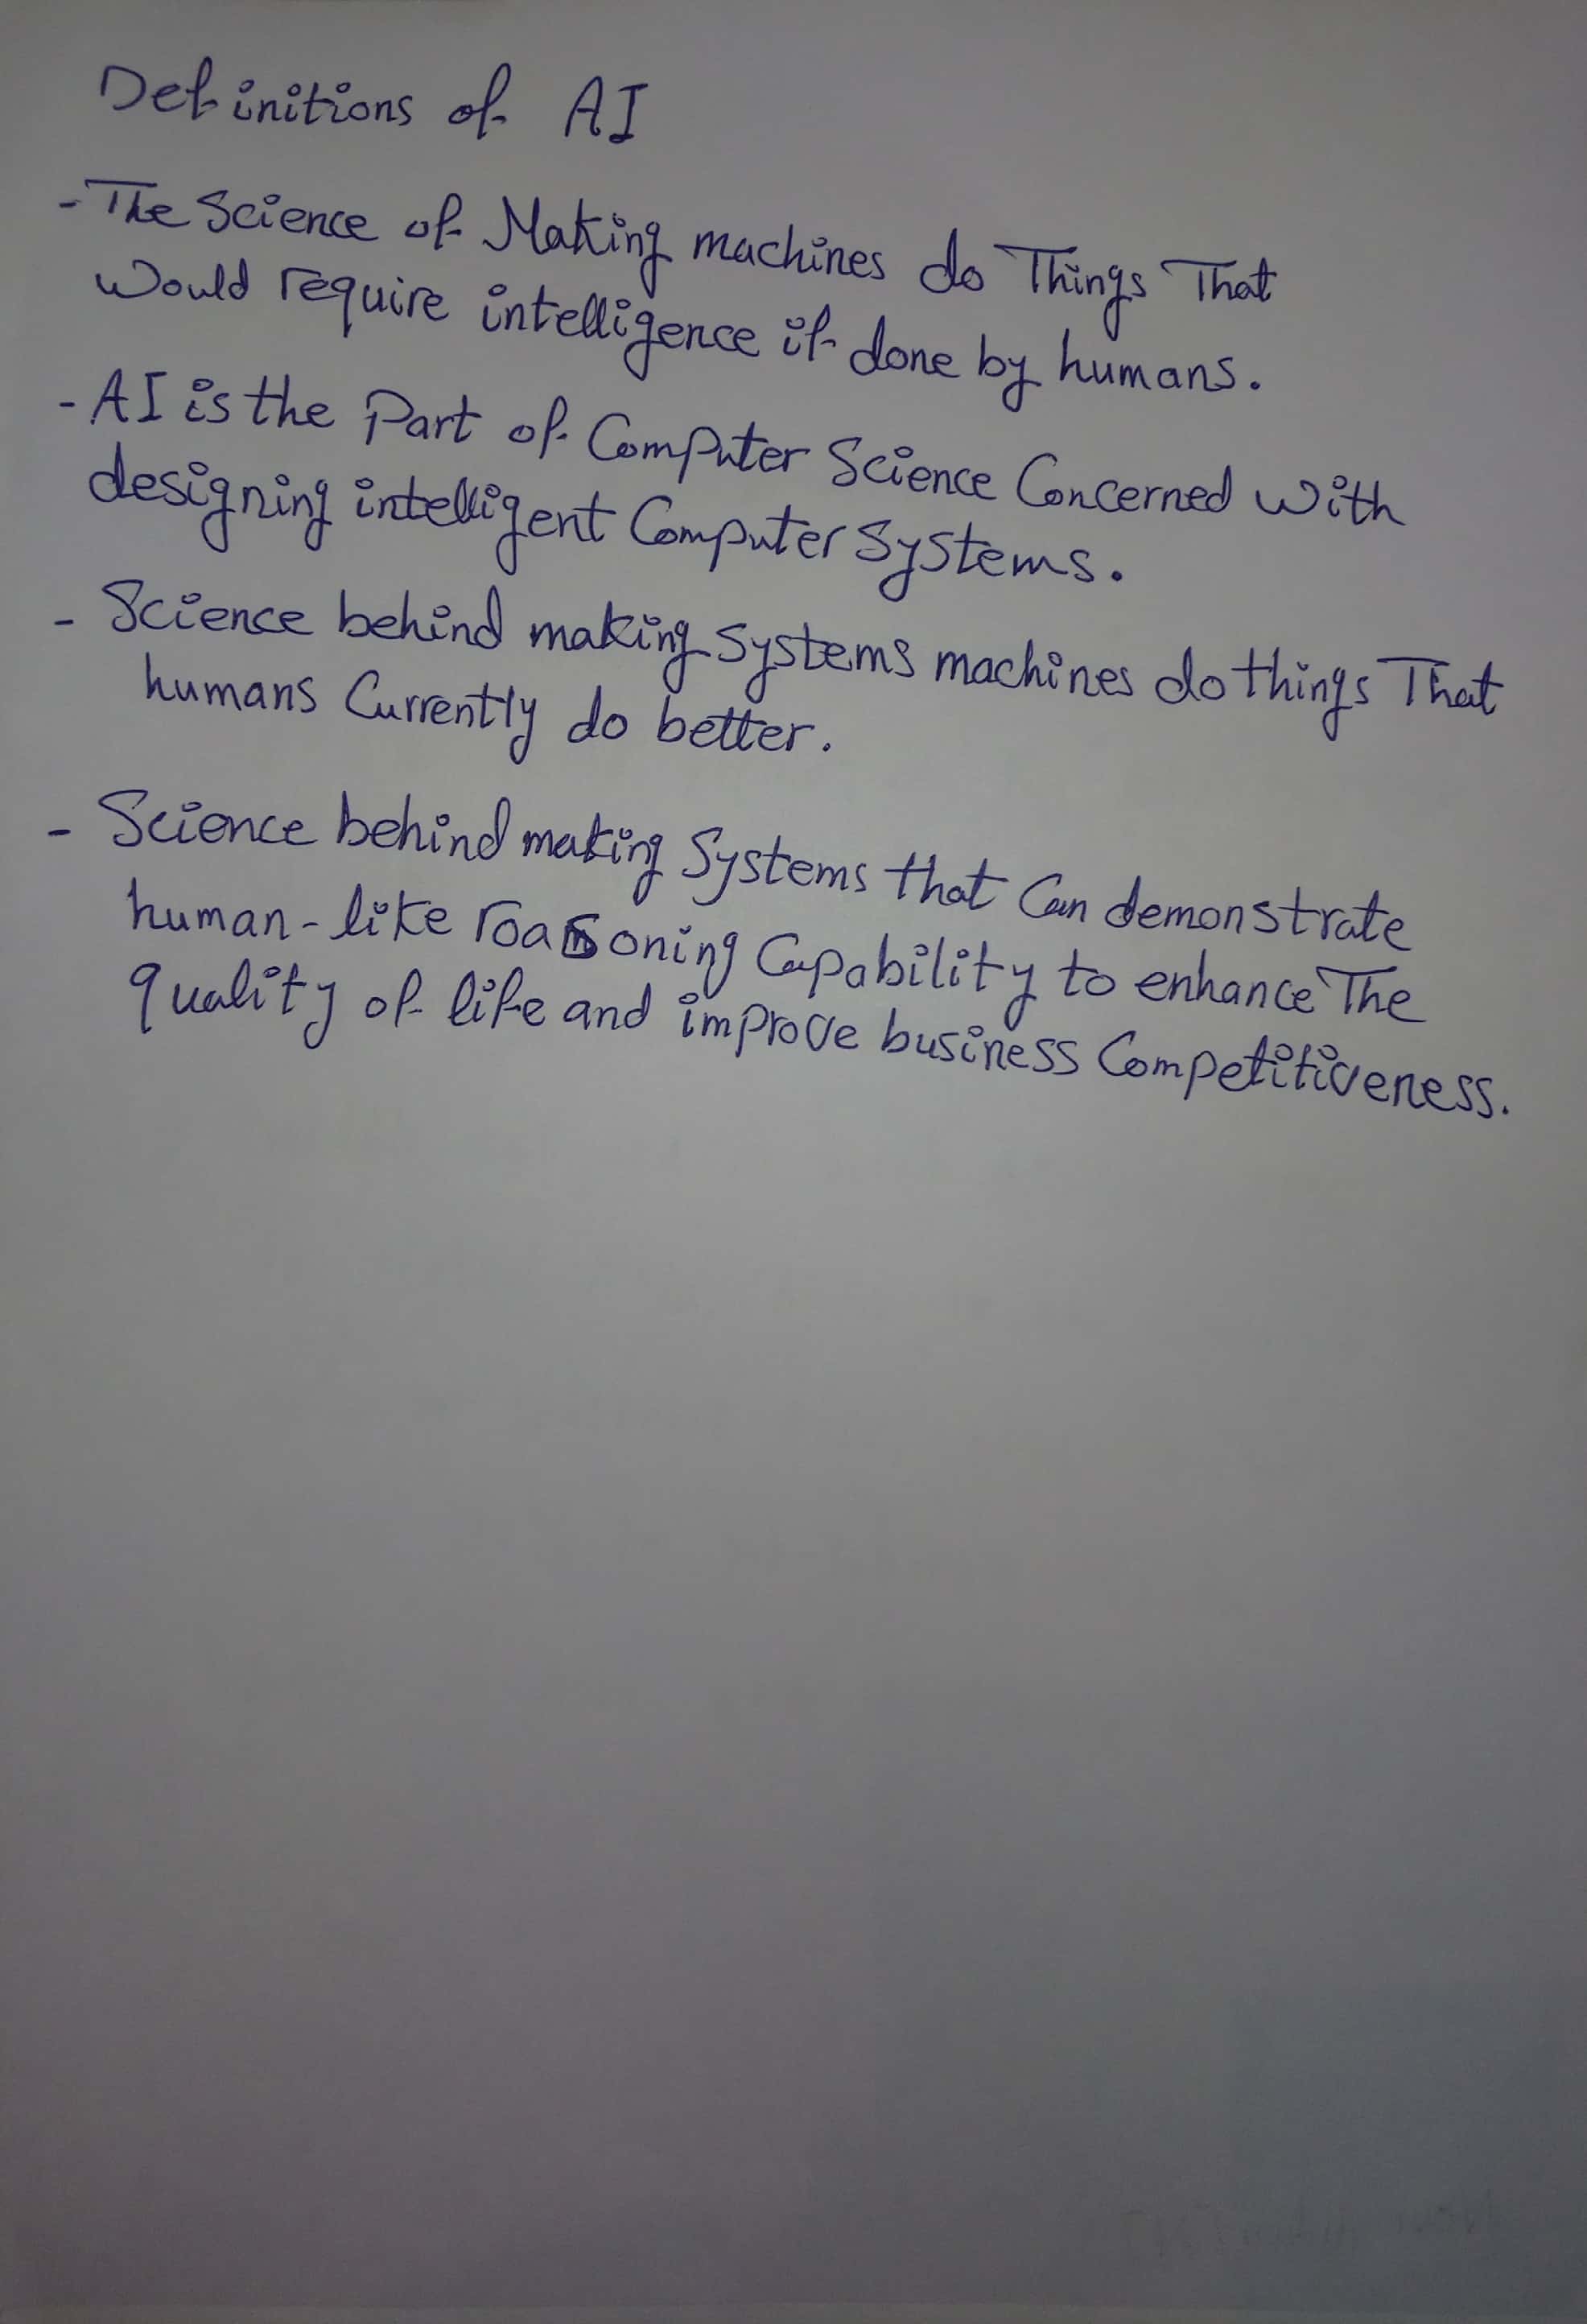 Definitions of AI
- The Science of Making machines do Things That
would require intelligence if done by humans.
- AI is the Part of Computer Science Concerned with
designing intelligent Computer Systems.
- Science behind making systems machines do things That
humans Currently do better.
- Science behind making Systems that Can demonstrate
human-like roasoning Capability to enhance The
quality of life and improve business Competitiveness.